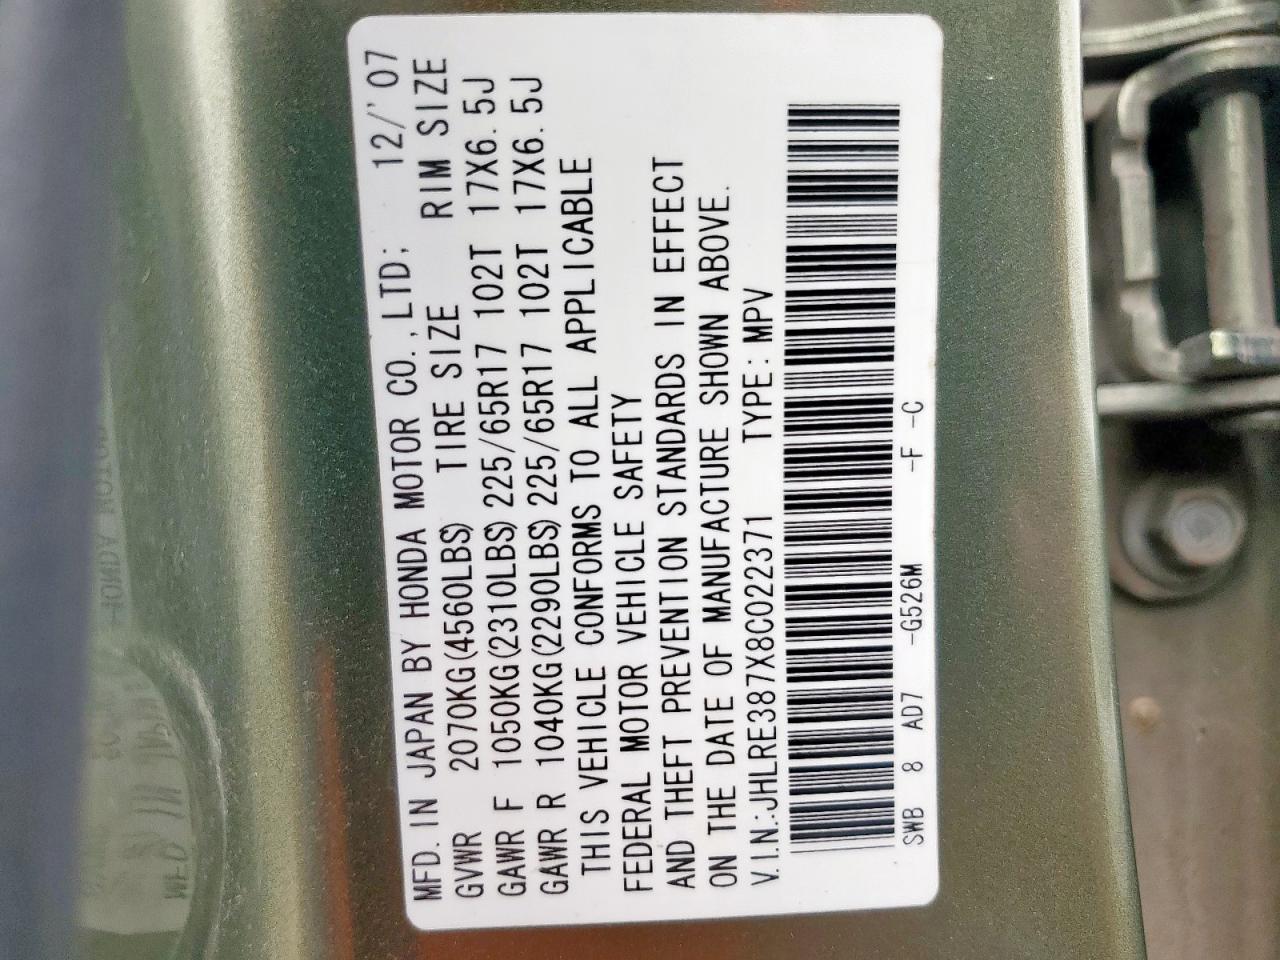 MFD. IN JAPAN BY HONDA MOTOR CO.,LTD: 12/'07
GVWR 2070KG(4560LBS) TIRE SIZE RIM SIZE
GAWR F 1050KG(2310LBS) 225/65R17 102T 17X6.5J
GAWR R 1040KG(2290LBS) 225/65R17 102T 17X6.5J
THIS VEHICLE CONFORMS TO ALL APPLICABLE
FEDERAL MOTOR VEHICLE SAFETY
AND THEFT PREVENTION STANDARDS IN EFFECT
ON THE DATE OF MANUFACTURE SHOWN ABOVE.
V.I.N.:JHLRE387X8C022371 TYPE: MPV
SWB 8 AD7 -G526M -F -C